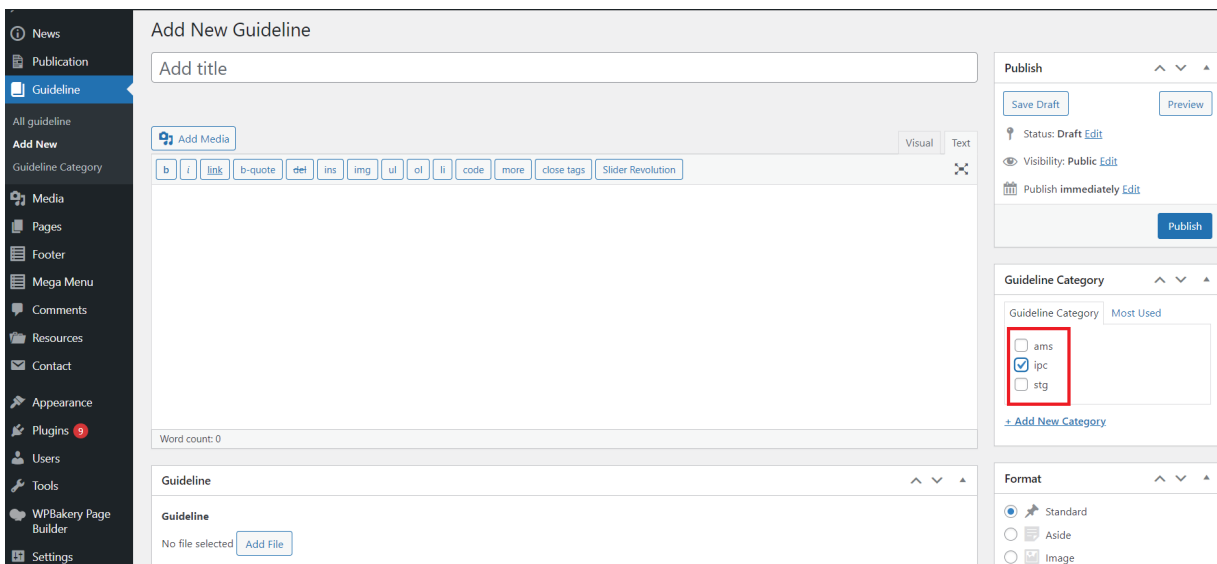 News
Publication
Guideline
All guideline
Add New
Guideline Category
Media
Pages
Footer
Mega Menu
Comments
Resources
Contact
Appearance
Plugins 9
Users
Tools
WPBakery Page
Builder
Settings
Add New Guideline
Add title
Add Media
Visual Text
b i link b-quote del ins img ul ol li code more close tags Slider Revolution
Word count: 0
Guideline
Guideline
No file selected Add File
Publish
Save Draft Preview
Status: Draft Edit
Visibility: Public Edit
Publish immediately Edit
Publish
Guideline Category
Guideline Category Most Used
ams
ipc
stg
+ Add New Category
Format
Standard
Aside
Image